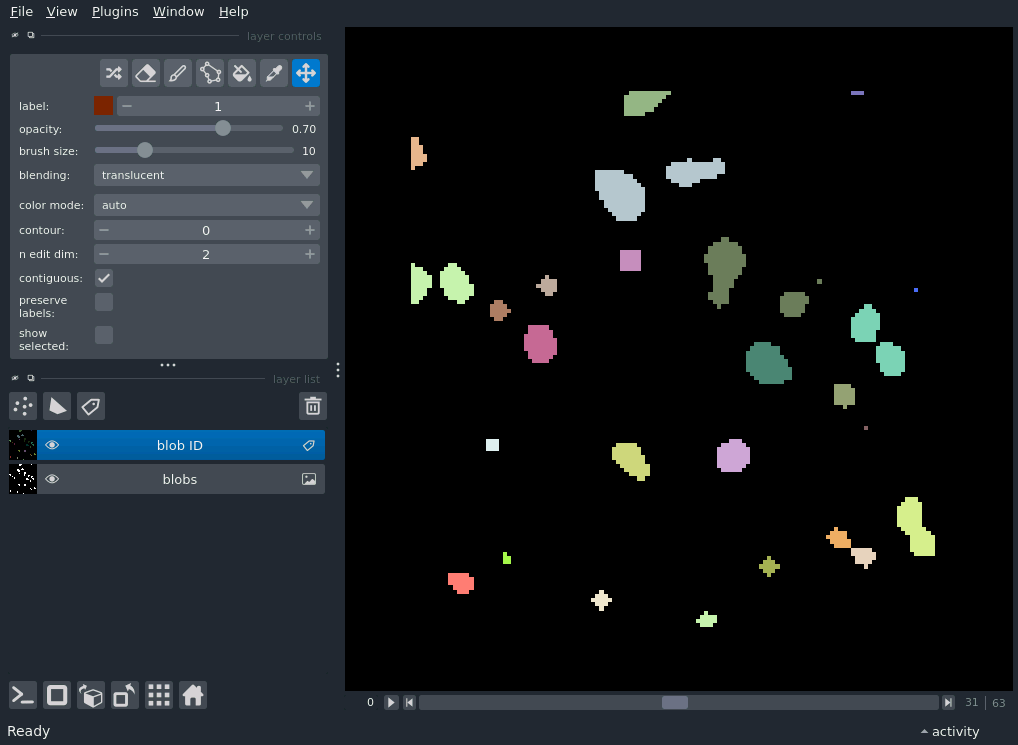 File View Plugins Window Help
layer controls
label: 1
opacity: 0.70
brush size: 10
blending: translucent
color mode: auto
contour: 0
n edit dim: 2
contiguous:
preserve
labels:
show
selected:
layer list
blob ID
blobs
0 31 | 63
Ready activity